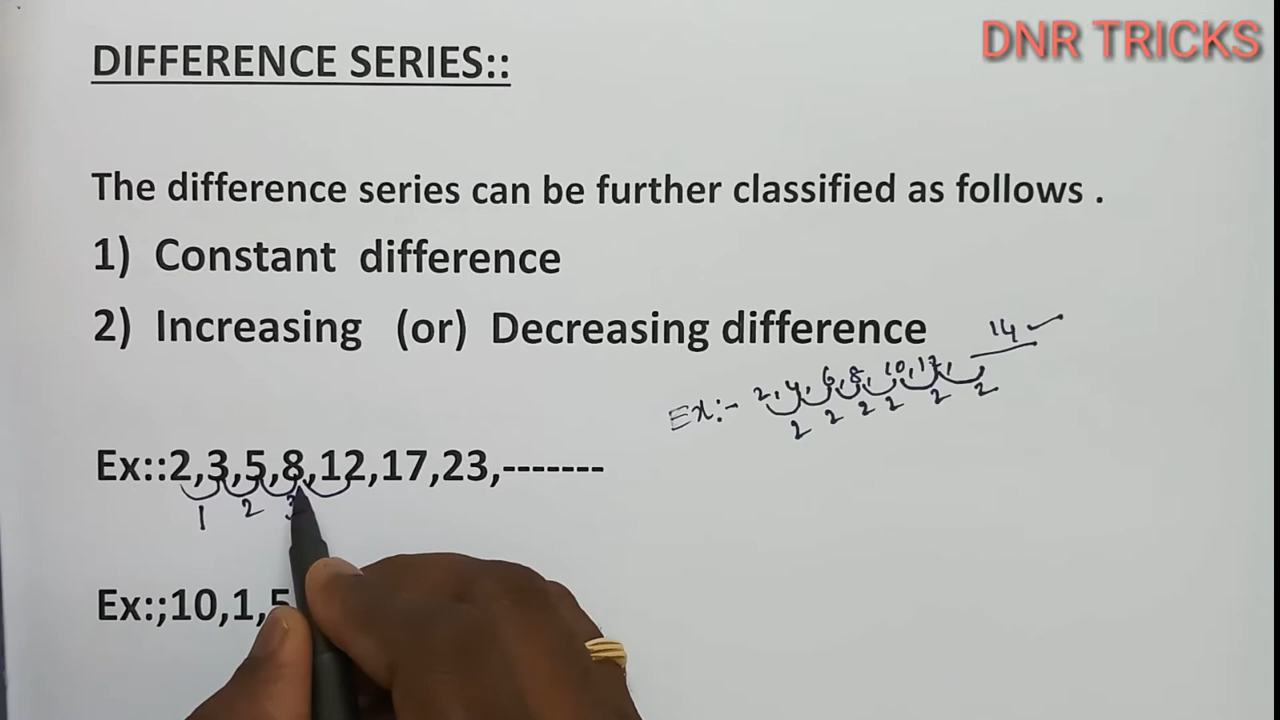 DNR TRICKS
DIFFERENCE SERIES::
The difference series can be further classified as follows .
1) Constant difference
2) Increasing (or) Decreasing difference
14
Ex:- 2, 4, 6, 8, 10, 12,
2 2 2 2 2 2
Ex::2,3,5,8,12,17,23,-------
1 2 3
Ex:;10,1,5